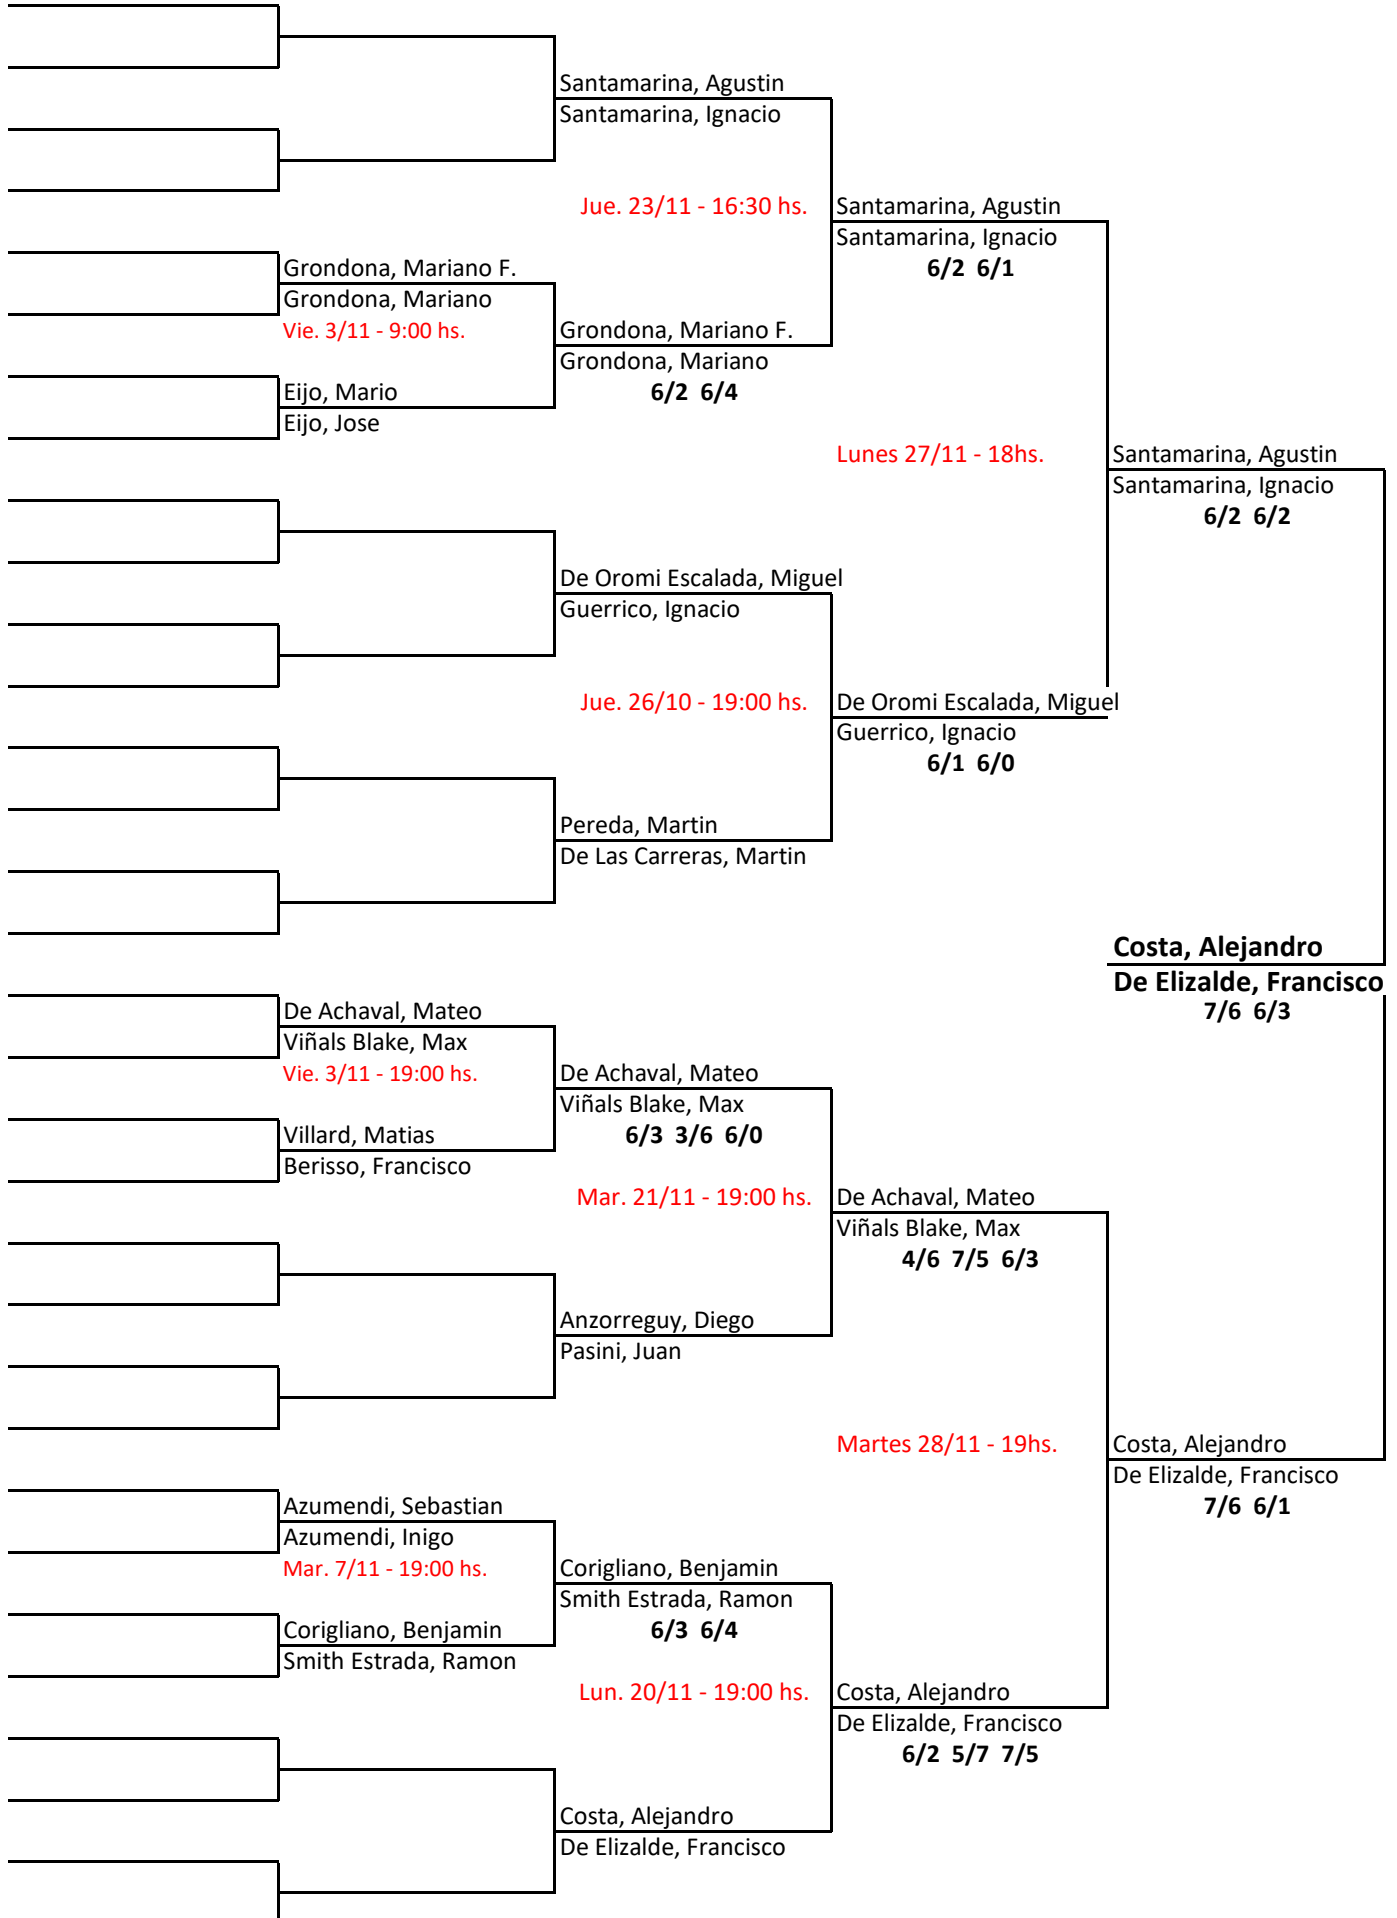 Santamarina, Agustin
Santamarina, Ignacio
Jue. 23/11 - 16:30 hs.
Santamarina, Agustin
Santamarina, Ignacio
6/2 6/1
Grondona, Mariano F.
Grondona, Mariano
Vie. 3/11 - 9:00 hs.
Grondona, Mariano F.
Grondona, Mariano
6/2 6/4
Eijo, Mario
Eijo, Jose
Lunes 27/11 - 18hs.
Santamarina, Agustin
Santamarina, Ignacio
6/2 6/2
De Oromi Escalada, Miguel
Guerrico, Ignacio
Jue. 26/10 - 19:00 hs.
De Oromi Escalada, Miguel
Guerrico, Ignacio
6/1 6/0
Pereda, Martin
De Las Carreras, Martin
Costa, Alejandro
De Elizalde, Francisco
7/6 6/3
De Achaval, Mateo
Viñals Blake, Max
Vie. 3/11 - 19:00 hs.
De Achaval, Mateo
Viñals Blake, Max
6/3 3/6 6/0
Villard, Matias
Berisso, Francisco
Mar. 21/11 - 19:00 hs.
De Achaval, Mateo
Viñals Blake, Max
4/6 7/5 6/3
Anzorreguy, Diego
Pasini, Juan
Martes 28/11 - 19hs.
Costa, Alejandro
De Elizalde, Francisco
7/6 6/1
Azumendi, Sebastian
Azumendi, Inigo
Mar. 7/11 - 19:00 hs.
Corigliano, Benjamin
Smith Estrada, Ramon
6/3 6/4
Corigliano, Benjamin
Smith Estrada, Ramon
Lun. 20/11 - 19:00 hs.
Costa, Alejandro
De Elizalde, Francisco
6/2 5/7 7/5
Costa, Alejandro
De Elizalde, Francisco